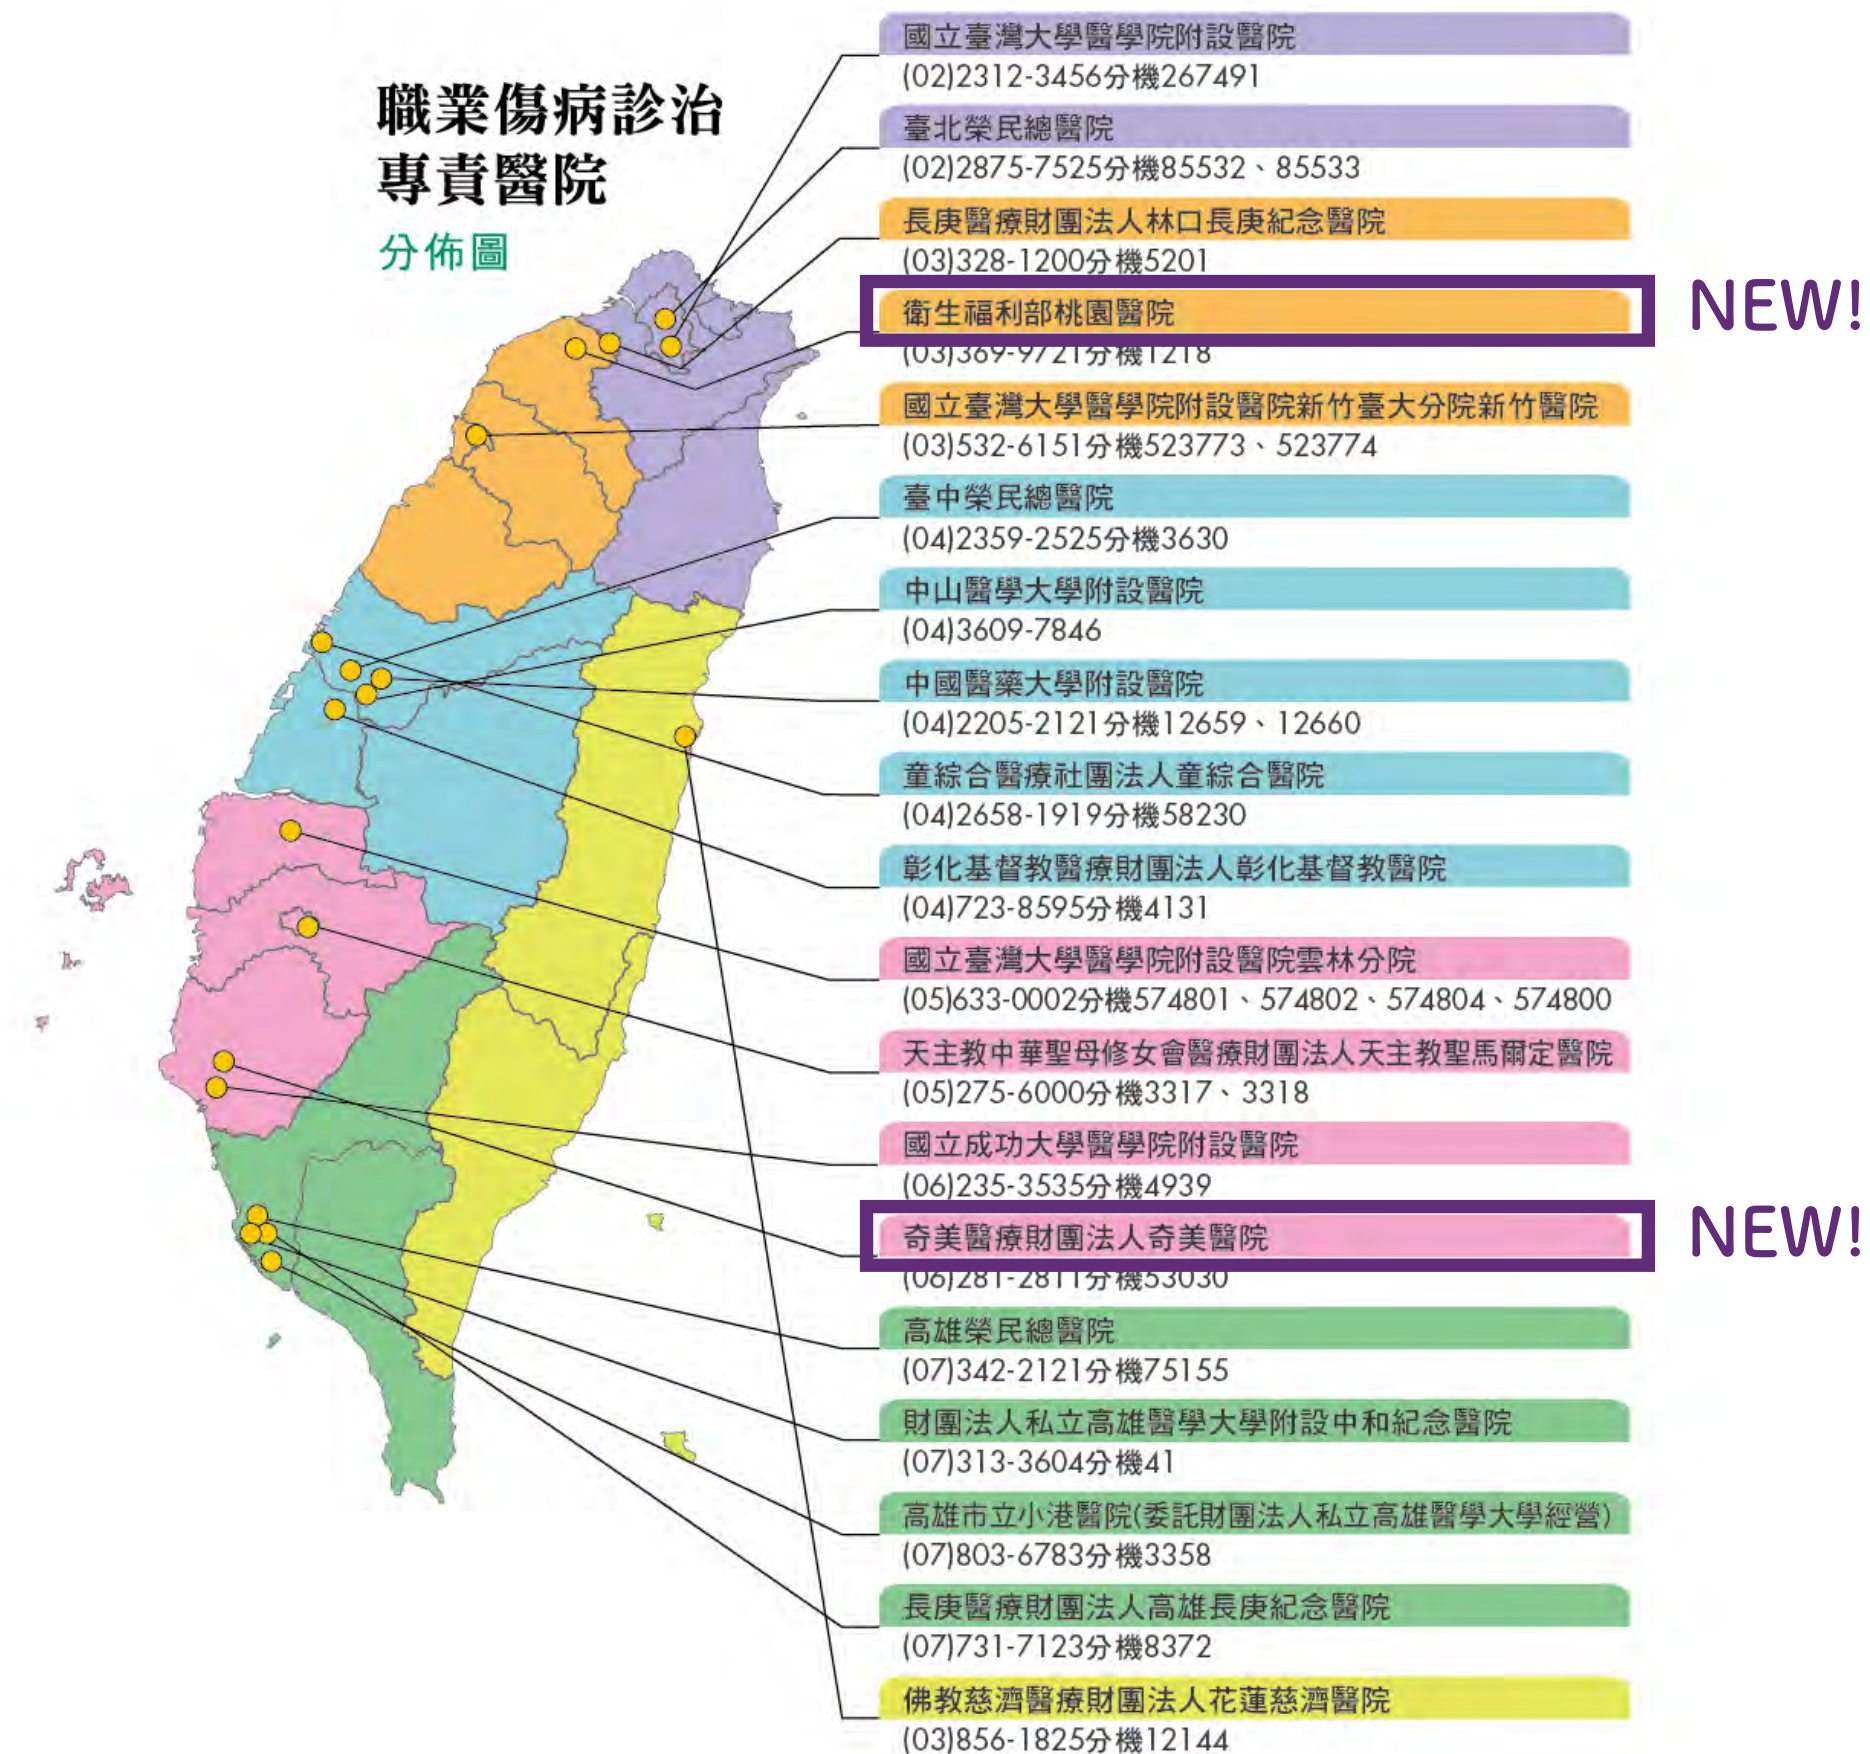 職業傷病診治
專責醫院
分佈圖
國立臺灣大學醫學院附設醫院
(02)2312-3456分機267491
臺北榮民總醫院
(02)2875-7525分機85532、85533
長庚醫療財團法人林口長庚紀念醫院
(03)328-1200分機5201
衛生福利部桃園醫院
NEW!
(03)369-9721分機1218
國立臺灣大學醫學院附設醫院新竹臺大分院新竹醫院
(03)532-6151分機523773、523774
臺中榮民總醫院
(04)2359-2525分機3630
中山醫學大學附設醫院
(04)3609-7846
中國醫藥大學附設醫院
(04)2205-2121分機12659、12660
童綜合醫療社團法人童綜合醫院
(04)2658-1919分機58230
彰化基督教醫療財團法人彰化基督教醫院
(04)723-8595分機4131
國立臺灣大學醫學院附設醫院雲林分院
(05)633-0002分機574801、574802、574804、574800
天主教中華聖母修女會醫療財團法人天主教聖馬爾定醫院
(05)275-6000分機3317、3318
國立成功大學醫學院附設醫院
(06)235-3535分機4939
奇美醫療財團法人奇美醫院
NEW!
(06)281-2811分機53030
高雄榮民總醫院
(07)342-2121分機75155
財團法人私立高雄醫學大學附設中和紀念醫院
(07)313-3604分機41
高雄市立小港醫院(委託財團法人私立高雄醫學大學經營)
(07)803-6783分機3358
長庚醫療財團法人高雄長庚紀念醫院
(07)731-7123分機8372
佛教慈濟醫療財團法人花蓮慈濟醫院
(03)856-1825分機12144